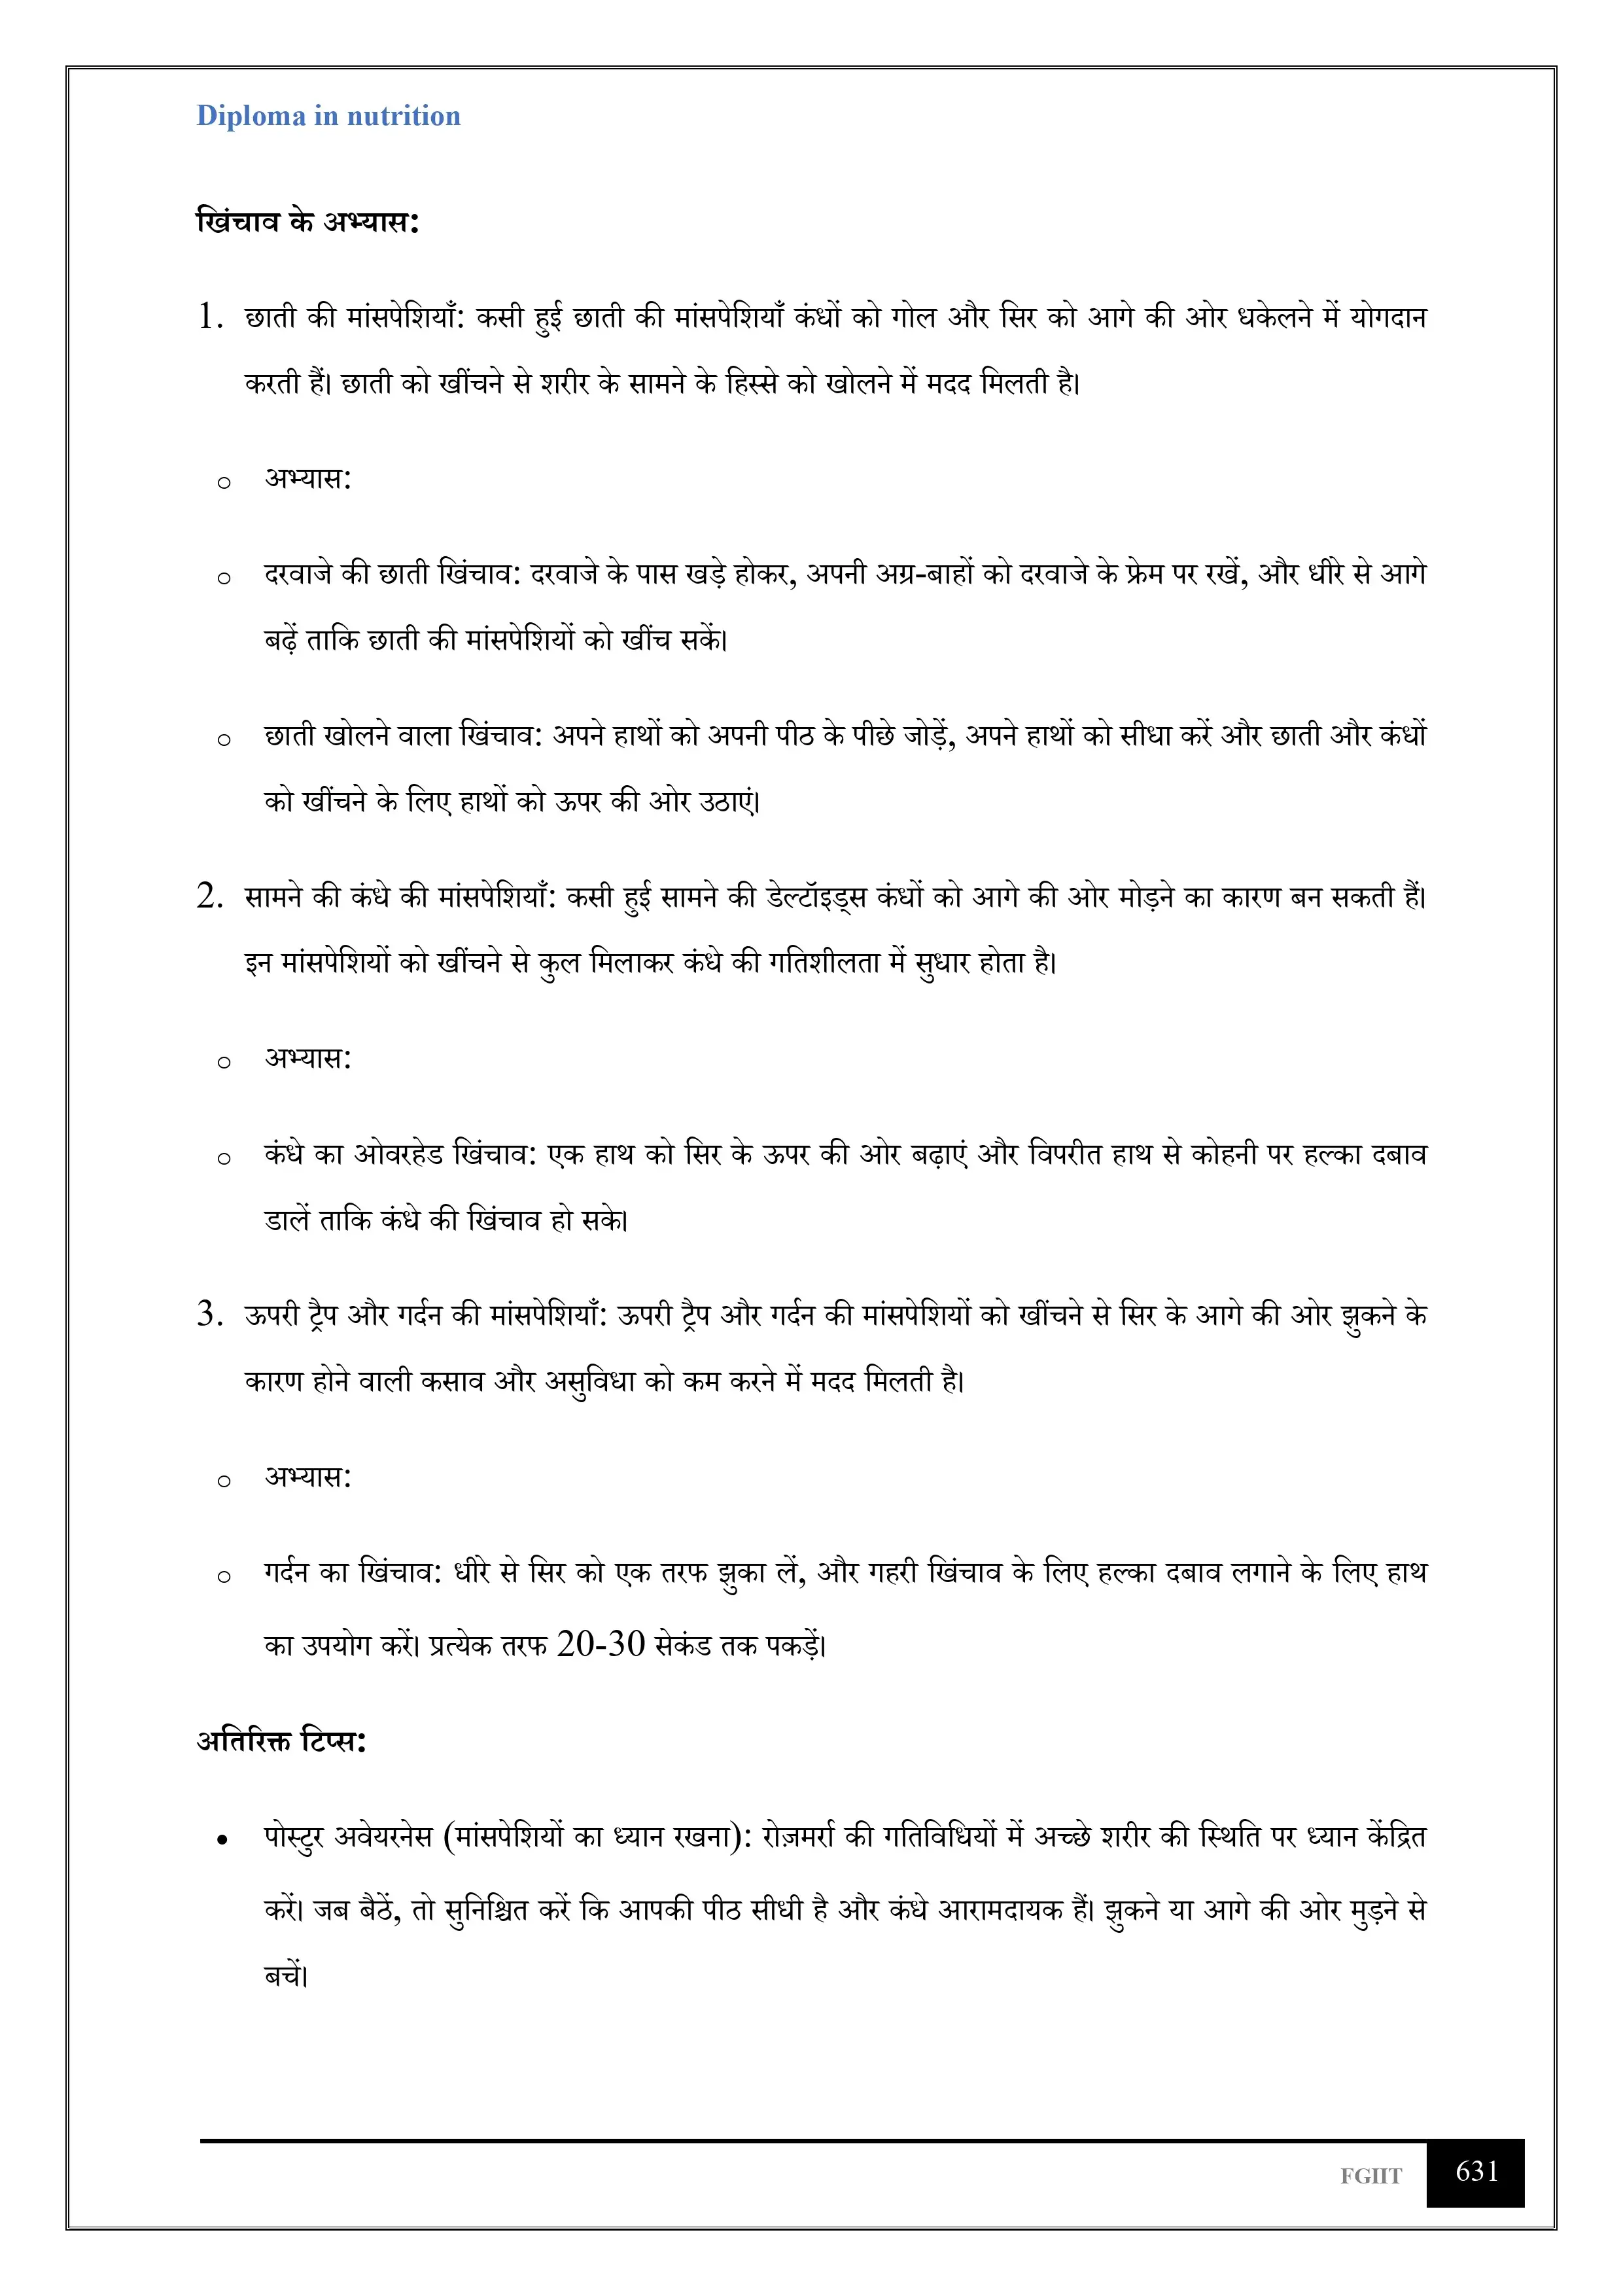 Diploma in nutrition
खिंचाव के अभ्यास:
1. छाती की मांसपेशियाँ: कसी हुई छाती की मांसपेशियाँ कंधों को गोल और सिर को आगे की ओर धकेलने में योगदान
करती हैं। छाती को खींचने से शरीर के सामने के हिस्से को खोलने में मदद मिलती है।
o अभ्यास:
o दरवाजे की छाती खिंचाव: दरवाजे के पास खड़े होकर, अपनी अग्र-बाहों को दरवाजे के फ्रेम पर रखें, और धीरे से आगे
बढ़ें ताकि छाती की मांसपेशियों को खींच सकें।
o छाती खोलने वाला खिंचाव: अपने हाथों को अपनी पीठ के पीछे जोड़ें, अपने हाथों को सीधा करें और छाती और कंधों
को खींचने के लिए हाथों को ऊपर की ओर उठाएं।
2. सामने की कंधे की मांसपेशियाँ: कसी हुई सामने की डेल्टॉइड्स कंधों को आगे की ओर मोड़ने का कारण बन सकती हैं।
इन मांसपेशियों को खींचने से कुल मिलाकर कंधे की गतिशीलता में सुधार होता है।
o अभ्यास:
o कंधे का ओवरहेड खिंचाव: एक हाथ को सिर के ऊपर की ओर बढ़ाएं और विपरीत हाथ से कोहनी पर हल्का दबाव
डालें ताकि कंधे की खिंचाव हो सके।
3. ऊपरी ट्रैप और गर्दन की मांसपेशियाँ: ऊपरी ट्रैप और गर्दन की मांसपेशियों को खींचने से सिर के आगे की ओर झुकने के
कारण होने वाली कसाव और असुविधा को कम करने में मदद मिलती है।
o अभ्यास:
o गर्दन का खिंचाव: धीरे से सिर को एक तरफ झुका लें, और गहरी खिंचाव के लिए हल्का दबाव लगाने के लिए हाथ
का उपयोग करें। प्रत्येक तरफ 20-30 सेकंड तक पकड़ें।
अतिरिक्त टिप्स:
• पोस्टुर अवेयरनेस (मांसपेशियों का ध्यान रखना): रोज़मर्रा की गतिविधियों में अच्छे शरीर की स्थिति पर ध्यान केंद्रित
करें। जब बैठें, तो सुनिश्चित करें कि आपकी पीठ सीधी है और कंधे आरामदायक हैं। झुकने या आगे की ओर मुड़ने से
बचें।
FGIIT 631